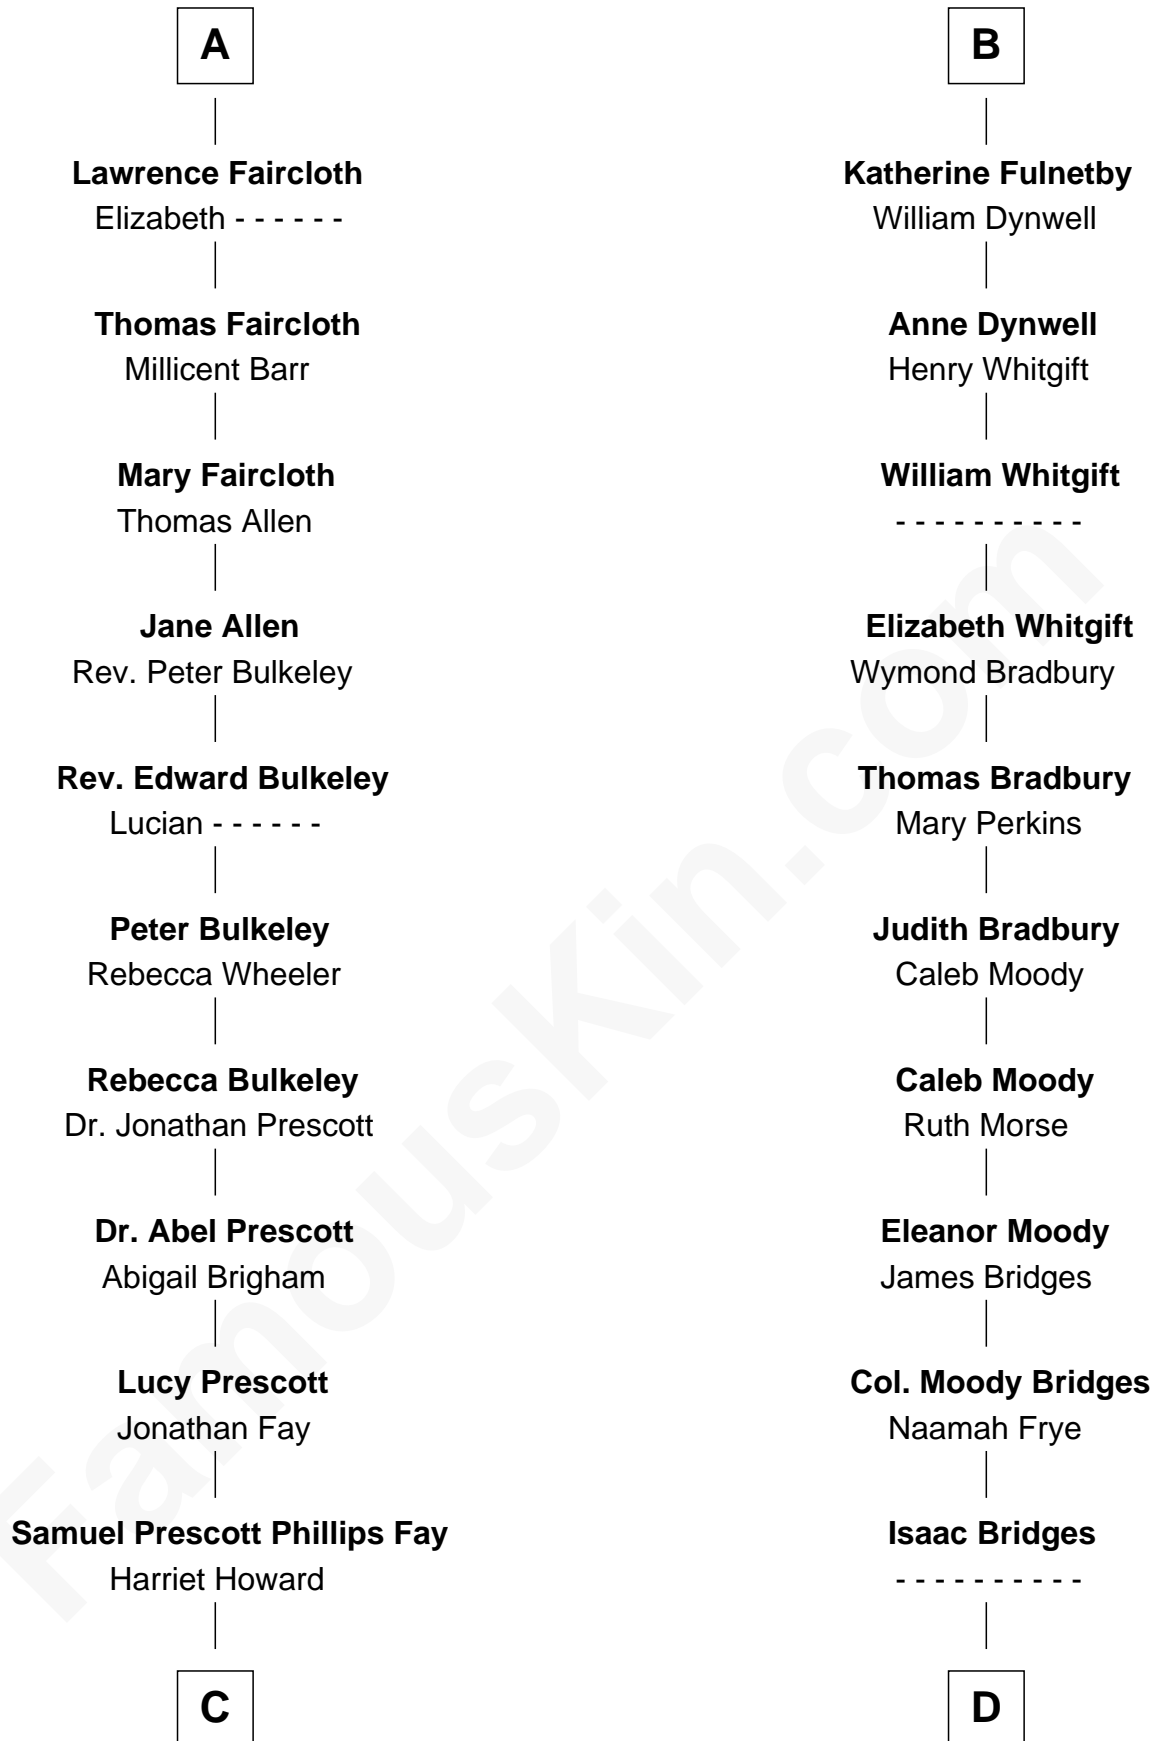 A
Lawrence Faircloth
Elizabeth - - - - - -
Thomas Faircloth
Millicent Barr
Mary Faircloth
Thomas Allen
Jane Allen
Rev. Peter Bulkeley
Rev. Edward Bulkeley
Lucian - - - - - -
Peter Bulkeley
Rebecca Wheeler
Rebecca Bulkeley
Dr. Jonathan Prescott
Dr. Abel Prescott
Abigail Brigham
Lucy Prescott
Jonathan Fay
Samuel Prescott Phillips Fay
Harriet Howard
C
B
Katherine Fulnetby
William Dynwell
Anne Dynwell
Henry Whitgift
William Whitgift
- - - - - - - - - -
Elizabeth Whitgift
Wymond Bradbury
Thomas Bradbury
Mary Perkins
Judith Bradbury
Caleb Moody
Caleb Moody
Ruth Morse
Eleanor Moody
James Bridges
Col. Moody Bridges
Naamah Frye
Isaac Bridges
- - - - - - - - - -
D
FamousKin.com